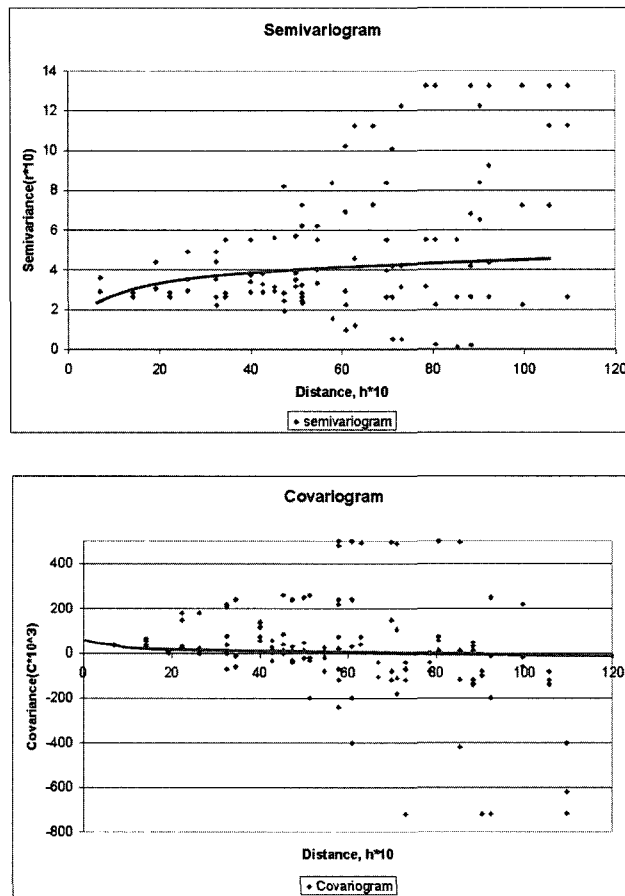 Semivariogram
14
12
10
8
6
4
2
0
Semivariance(r*10)
0 20 40 60 80 100 120
Distance, h*10
semivariogram
Covariogram
400
200
0
-200
-400
-600
-800
Covariance(C*10^3)
0 20 40 60 80 100 120
Distance, h*10
Covariogram